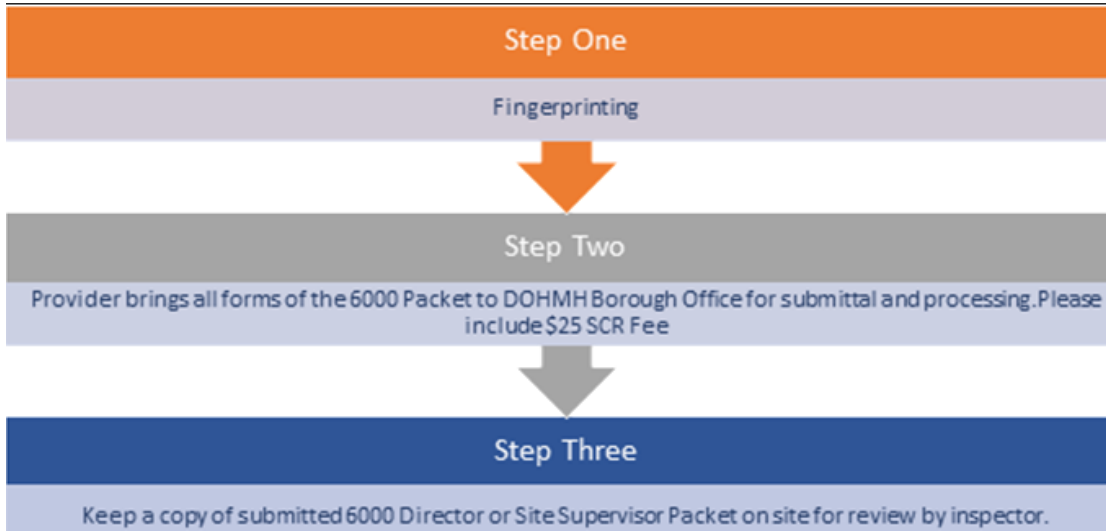 Step One
Fingerprinting
Step Two
Provider brings all forms of the 6000 Packet to DOHMH Borough Office for submittal and processing.Please
include $25 SCR Fee
Step Three
Keep a copy of submitted 6000 Director or Site Supervisor Packet on site for review by inspector.